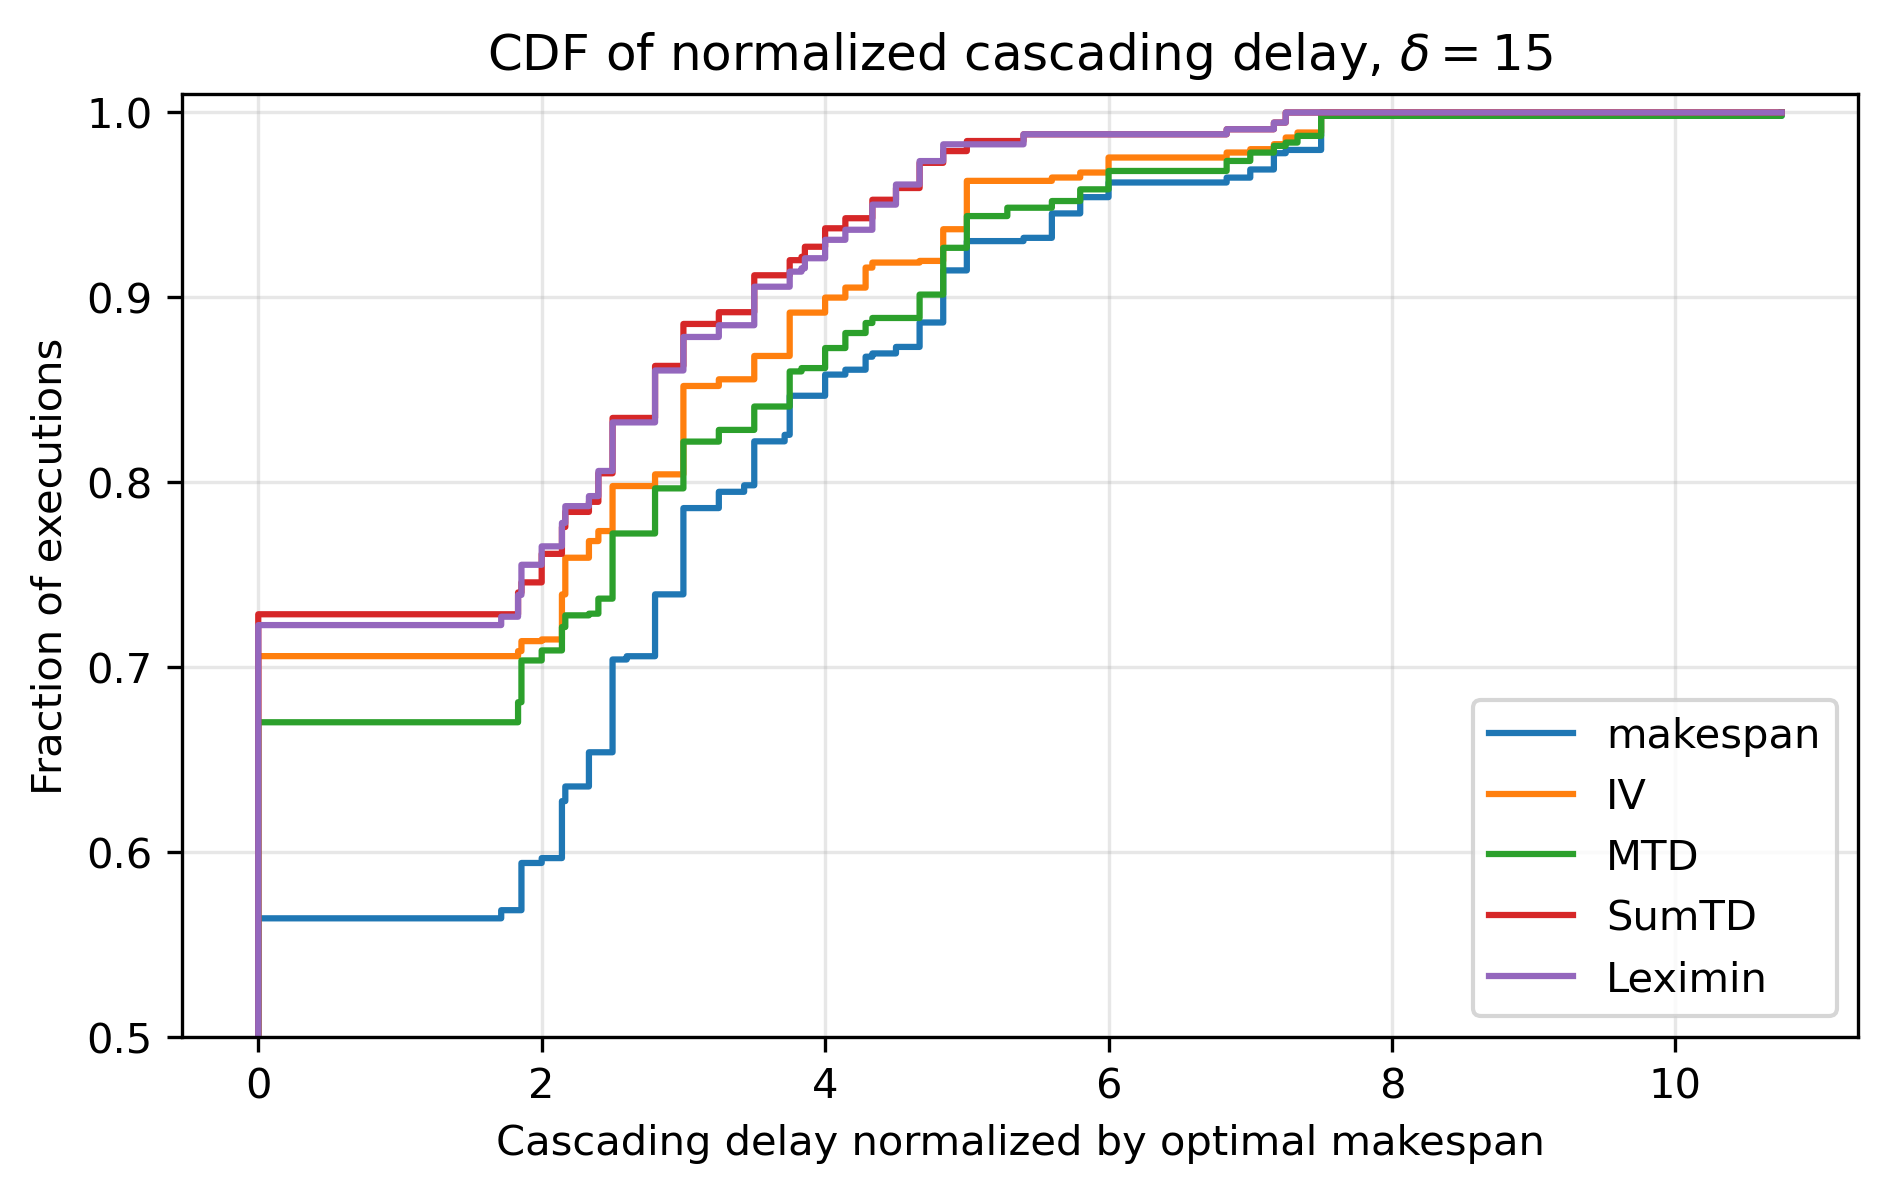 CDF of normalized cascading delay, δ = 15
1.0
0.9
0.8
0.7
0.6
0.5
Fraction of executions
0
2
4
6
8
10
Cascading delay normalized by optimal makespan
makespan
IV
MTD
SumTD
Leximin